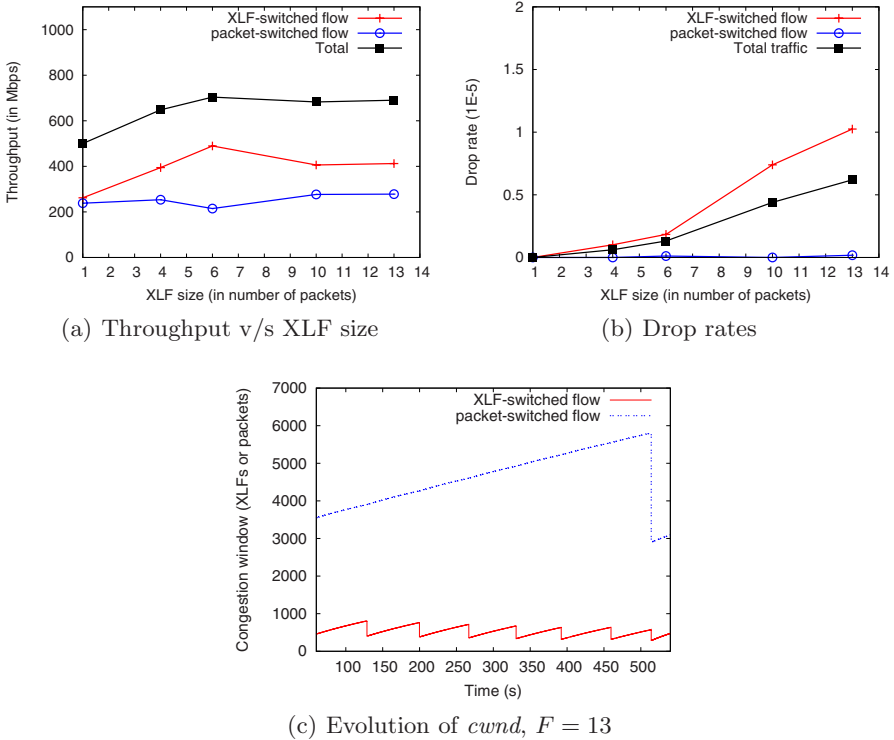 XLF-switched flow
packet-switched flow
Total
1000
800
600
400
200
0
Throughput (in Mbps)
1 2 3 4 5 6 7 8 9 10 11 12 13 14
XLF size (in number of packets)
(a) Throughput v/s XLF size
XLF-switched flow
packet-switched flow
Total traffic
2
1.5
1
0.5
0
Drop rate (1E-5)
1 2 3 4 5 6 7 8 9 10 11 12 13 14
XLF size (in number of packets)
(b) Drop rates
XLF-switched flow
packet-switched flow
7000
6000
5000
4000
3000
2000
1000
0
Congestion window (XLFs or packets)
100 150 200 250 300 350 400 450 500
Time (s)
(c) Evolution of cwnd, F = 13